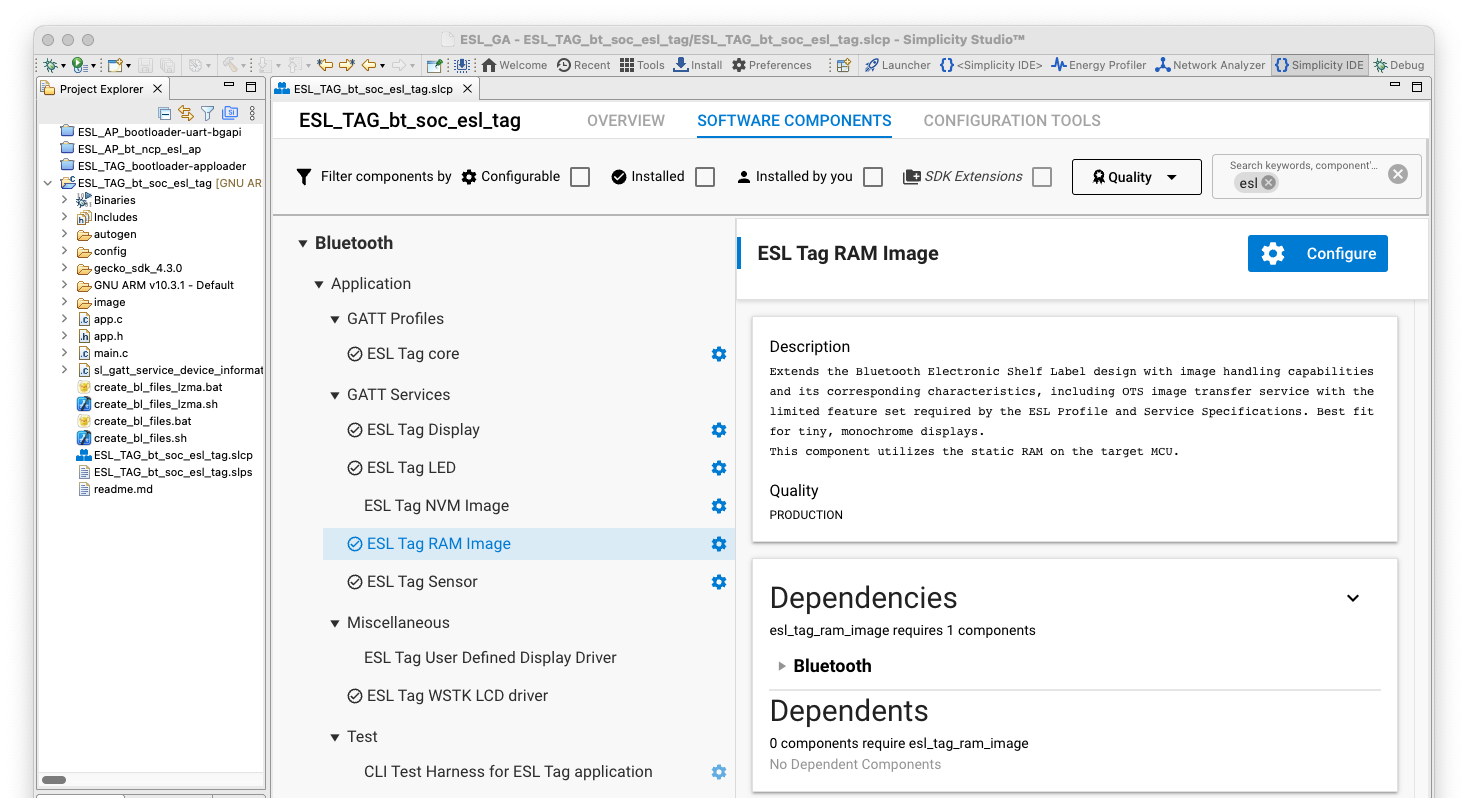 ESL_GA - ESL_TAG_bt_soc_esl_tag/ESL_TAG_bt_soc_esl_tag.slcp - Simplicity Studio™
Welcome Recent Tools Install Preferences Launcher <Simplicity IDE> Energy Profiler Network Analyzer Simplicity IDE Debug
Project Explorer
ESL_AP_bootloader-uart-bgapi
ESL_AP_bt_ncp_esl_ap
ESL_TAG_bootloader-apploader
ESL_TAG_bt_soc_esl_tag [GNU AR
Binaries
Includes
autogen
config
gecko_sdk_4.3.0
GNU ARM v10.3.1 - Default
image
app.c
app.h
main.c
sl_gatt_service_device_informat
create_bl_files_lzma.bat
create_bl_files_lzma.sh
create_bl_files.bat
create_bl_files.sh
ESL_TAG_bt_soc_esl_tag.slcp
ESL_TAG_bt_soc_esl_tag.slps
readme.md
ESL_TAG_bt_soc_esl_tag.slcp
ESL_TAG_bt_soc_esl_tag OVERVIEW SOFTWARE COMPONENTS CONFIGURATION TOOLS
Filter components by Configurable Installed Installed by you SDK Extensions Quality
Search keywords, component'...
esl
Bluetooth
Application
GATT Profiles
ESL Tag core
GATT Services
ESL Tag Display
ESL Tag LED
ESL Tag NVM Image
ESL Tag RAM Image
ESL Tag Sensor
Miscellaneous
ESL Tag User Defined Display Driver
ESL Tag WSTK LCD driver
Test
CLI Test Harness for ESL Tag application
ESL Tag RAM Image
Configure
Description
Extends the Bluetooth Electronic Shelf Label design with image handling capabilities
and its corresponding characteristics, including OTS image transfer service with the
limited feature set required by the ESL Profile and Service Specifications. Best fit
for tiny, monochrome displays.
This component utilizes the static RAM on the target MCU.
Quality
PRODUCTION
Dependencies
esl_tag_ram_image requires 1 components
Bluetooth
Dependents
0 components require esl_tag_ram_image
No Dependent Components